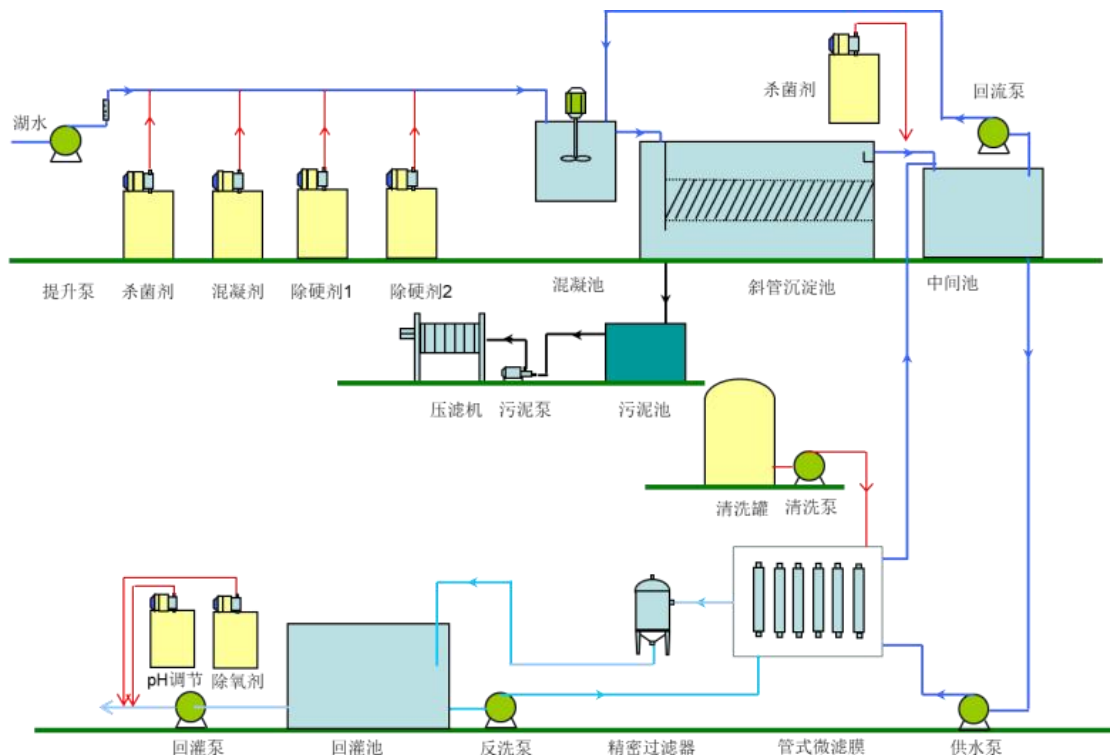 杀菌剂
回流泵
湖水
提升泵
杀菌剂
混凝剂
除硬剂1
除硬剂2
混凝池
斜管沉淀池
中间池
压滤机
污泥泵
污泥池
清洗罐
清洗泵
pH调节
除氧剂
回灌泵
回灌池
反洗泵
精密过滤器
管式微滤膜
供水泵